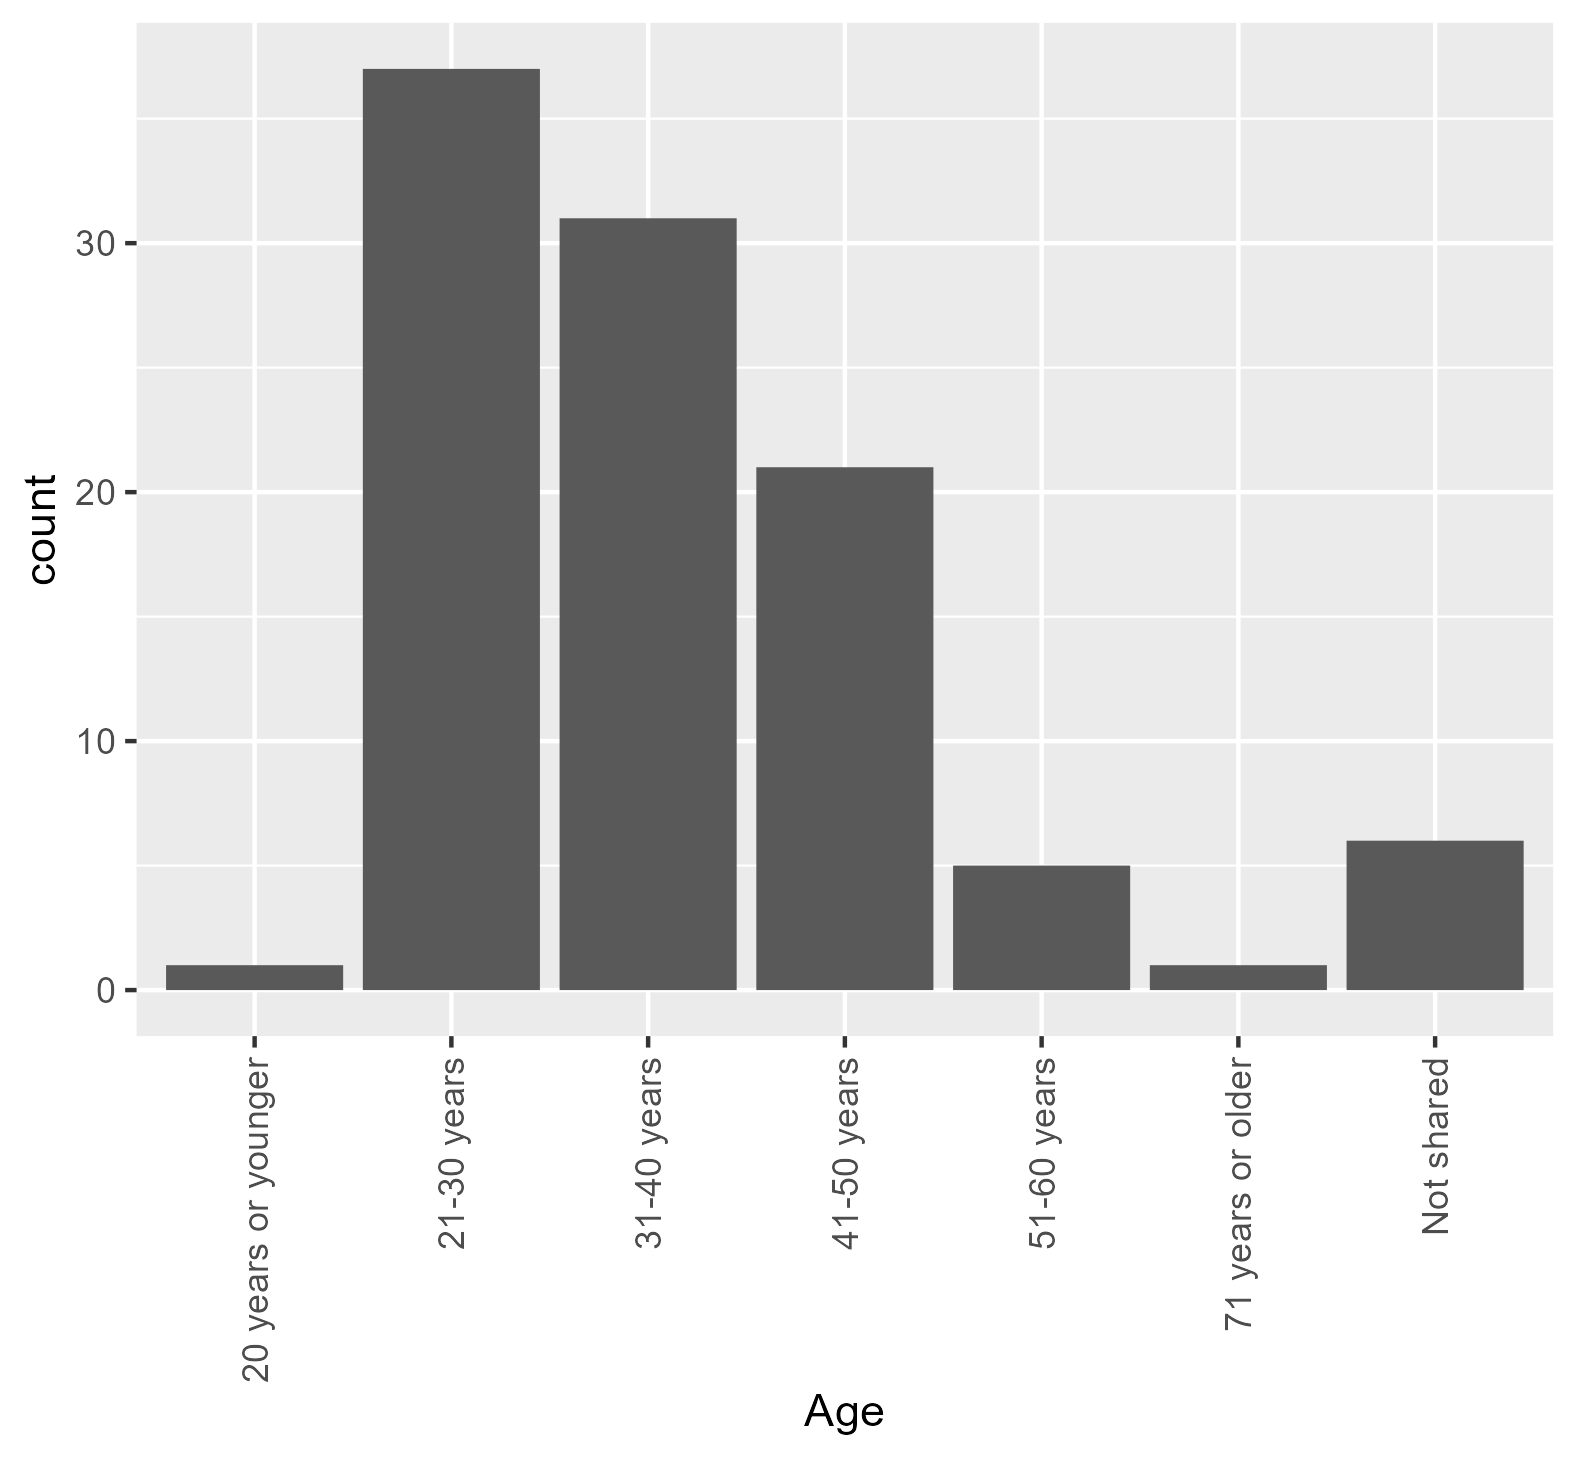 count
30
20
10
0
20 years or younger
21-30 years
31-40 years
41-50 years
51-60 years
71 years or older
Not shared
Age